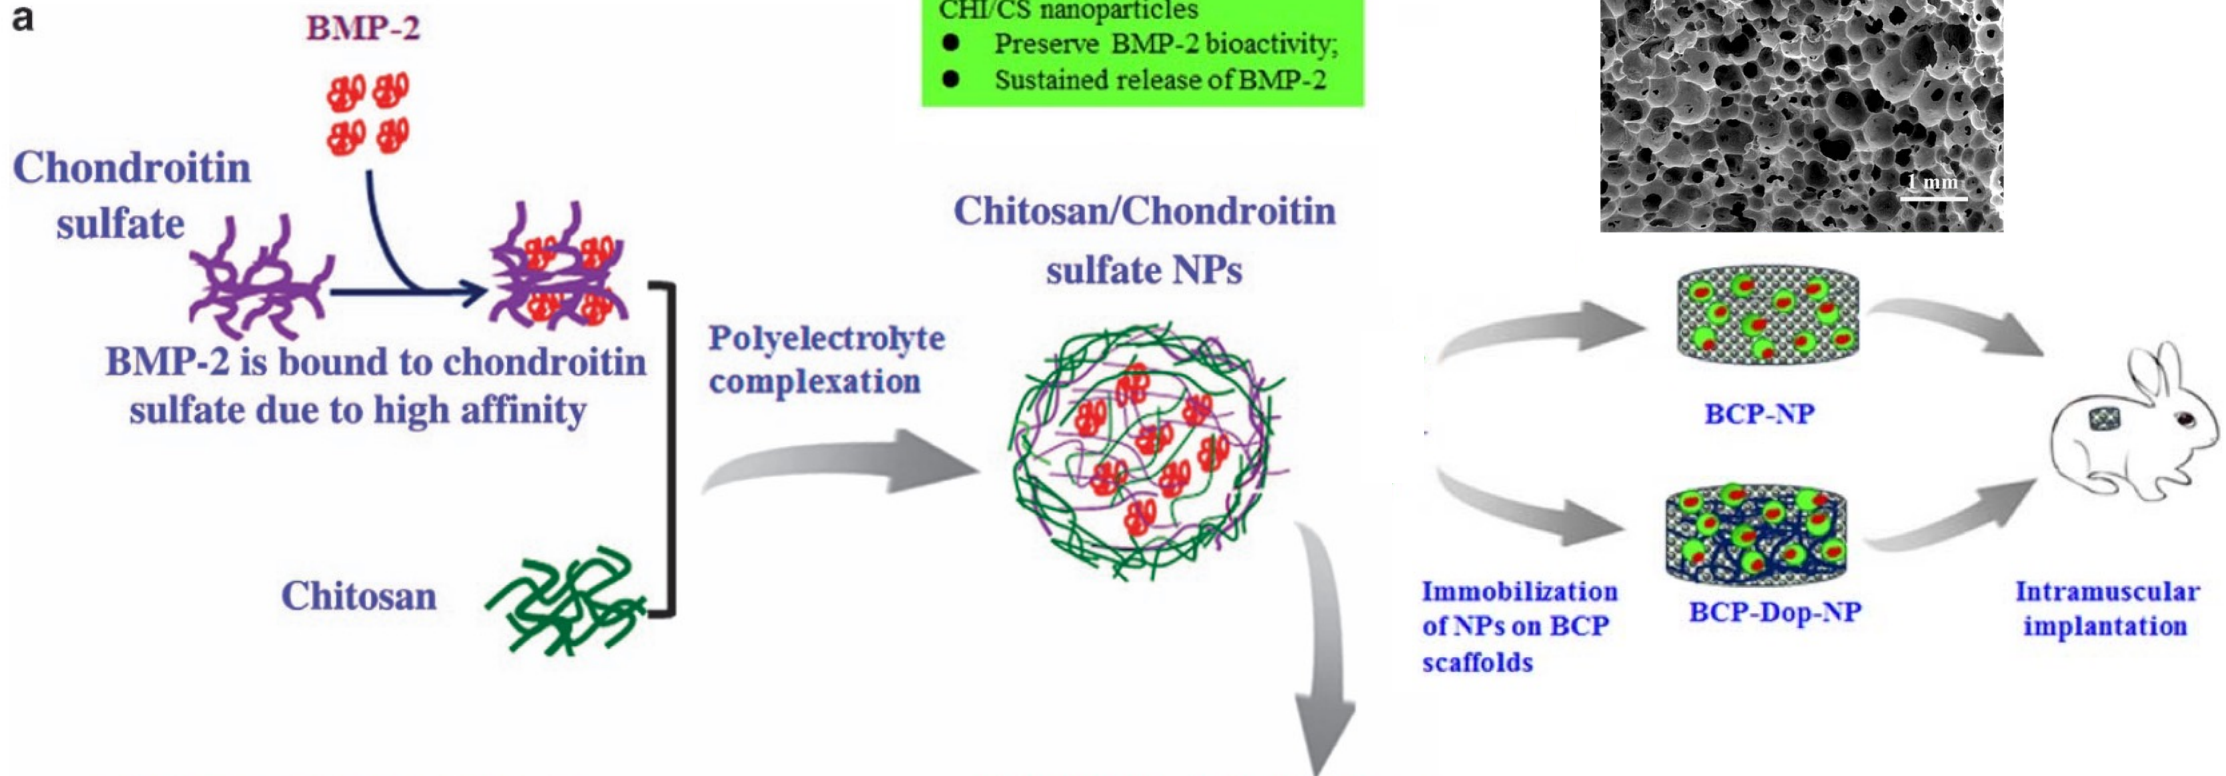 a
BMP-2
Chondroitin
sulfate
BMP-2 is bound to chondroitin
sulfate due to high affinity
Chitosan
Polyelectrolyte
complexation
CHI/CS nanoparticles
● Preserve BMP-2 bioactivity;
● Sustained release of BMP-2
Chitosan/Chondroitin
sulfate NPs
1 mm
BCP-NP
BCP-Dop-NP
Immobilization
of NPs on BCP
scaffolds
Intramuscular
implantation